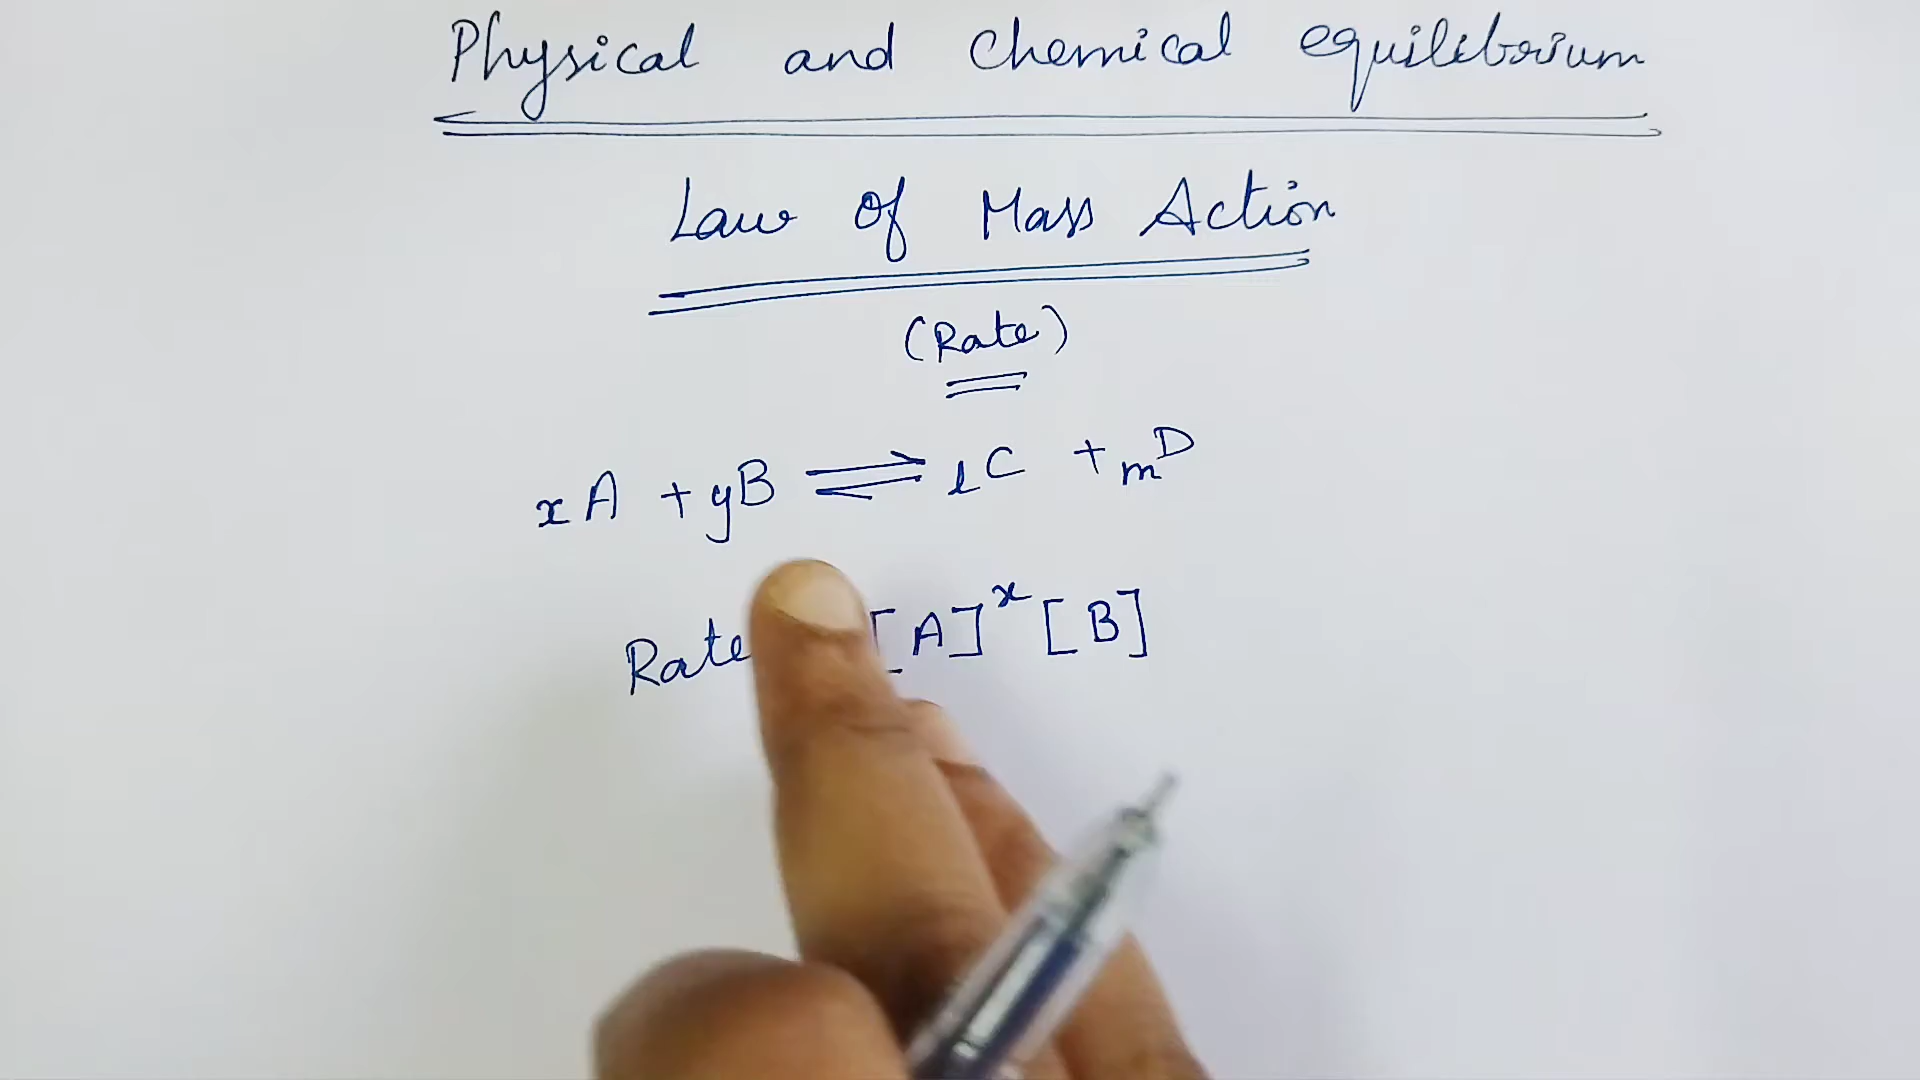 Physical and Chemical equilibrium
Law Of Mass Action
(Rate)
xA + yB ⇌ lC + mD
Rate [A]ˣ [B]